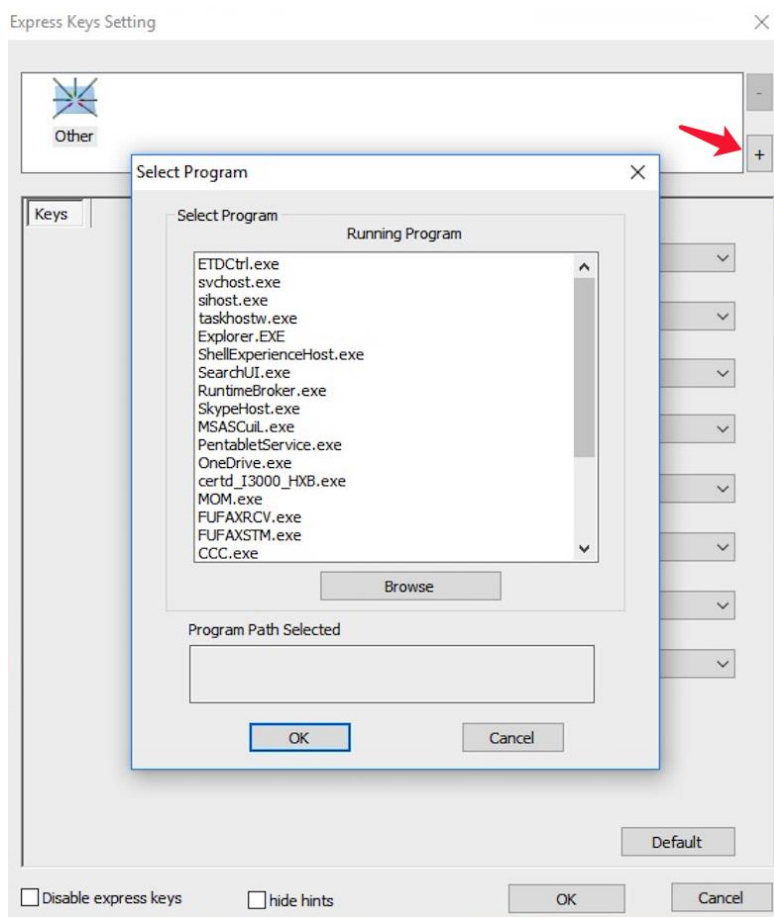 Express Keys Setting
Other
-
+
Select Program
Keys
Select Program
Running Program
ETDCtrl.exe
svchost.exe
sihost.exe
taskhostw.exe
Explorer.EXE
ShellExperienceHost.exe
SearchUI.exe
RuntimeBroker.exe
SkypeHost.exe
MSASCuiL.exe
PentabletService.exe
OneDrive.exe
certd_I3000_HXB.exe
MOM.exe
FUFAXRCV.exe
FUFAXSTM.exe
CCC.exe
Browse
Program Path Selected
OK Cancel
Default
Disable express keys hide hints OK Cancel